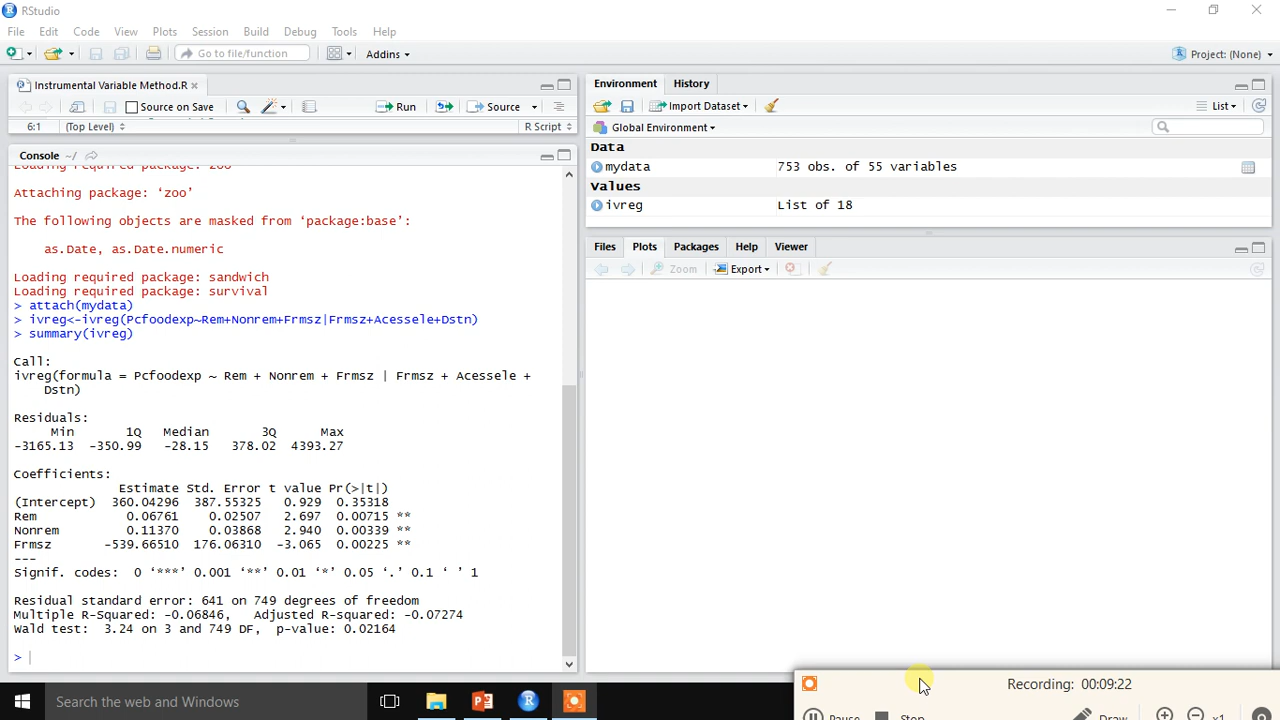 RStudio
File Edit Code View Plots Session Build Debug Tools Help
Go to file/function Addins Project: (None)
Instrumental Variable Method.R
Source on Save Run Source
6:1 (Top Level) R Script
Console ~/
Loading required package: zoo
Attaching package: ‘zoo’
The following objects are masked from ‘package:base’:
as.Date, as.Date.numeric
Loading required package: sandwich
Loading required package: survival
> attach(mydata)
> ivreg<-ivreg(Pcfoodexp~Rem+Nonrem+Frmsz|Frmsz+Acessele+Dstn)
> summary(ivreg)
Call:
ivreg(formula = Pcfoodexp ~ Rem + Nonrem + Frmsz | Frmsz + Acessele +
Dstn)
Residuals:
Min 1Q Median 3Q Max
-3165.13 -350.99 -28.15 378.02 4393.27
Coefficients:
Estimate Std. Error t value Pr(>|t|)
(Intercept) 360.04296 387.55325 0.929 0.35318
Rem 0.06761 0.02507 2.697 0.00715 **
Nonrem 0.11370 0.03868 2.940 0.00339 **
Frmsz -539.66510 176.06310 -3.065 0.00225 **
---
Signif. codes: 0 ‘***’ 0.001 ‘**’ 0.01 ‘*’ 0.05 ‘.’ 0.1 ‘ ’ 1
Residual standard error: 641 on 749 degrees of freedom
Multiple R-Squared: -0.06846, Adjusted R-squared: -0.07274
Wald test: 3.24 on 3 and 749 DF, p-value: 0.02164
>
Environment History
Import Dataset List
Global Environment
Data
mydata 753 obs. of 55 variables
Values
ivreg List of 18
Files Plots Packages Help Viewer
Zoom Export
Search the web and Windows
Recording: 00:09:22
Pause Stop Draw x1